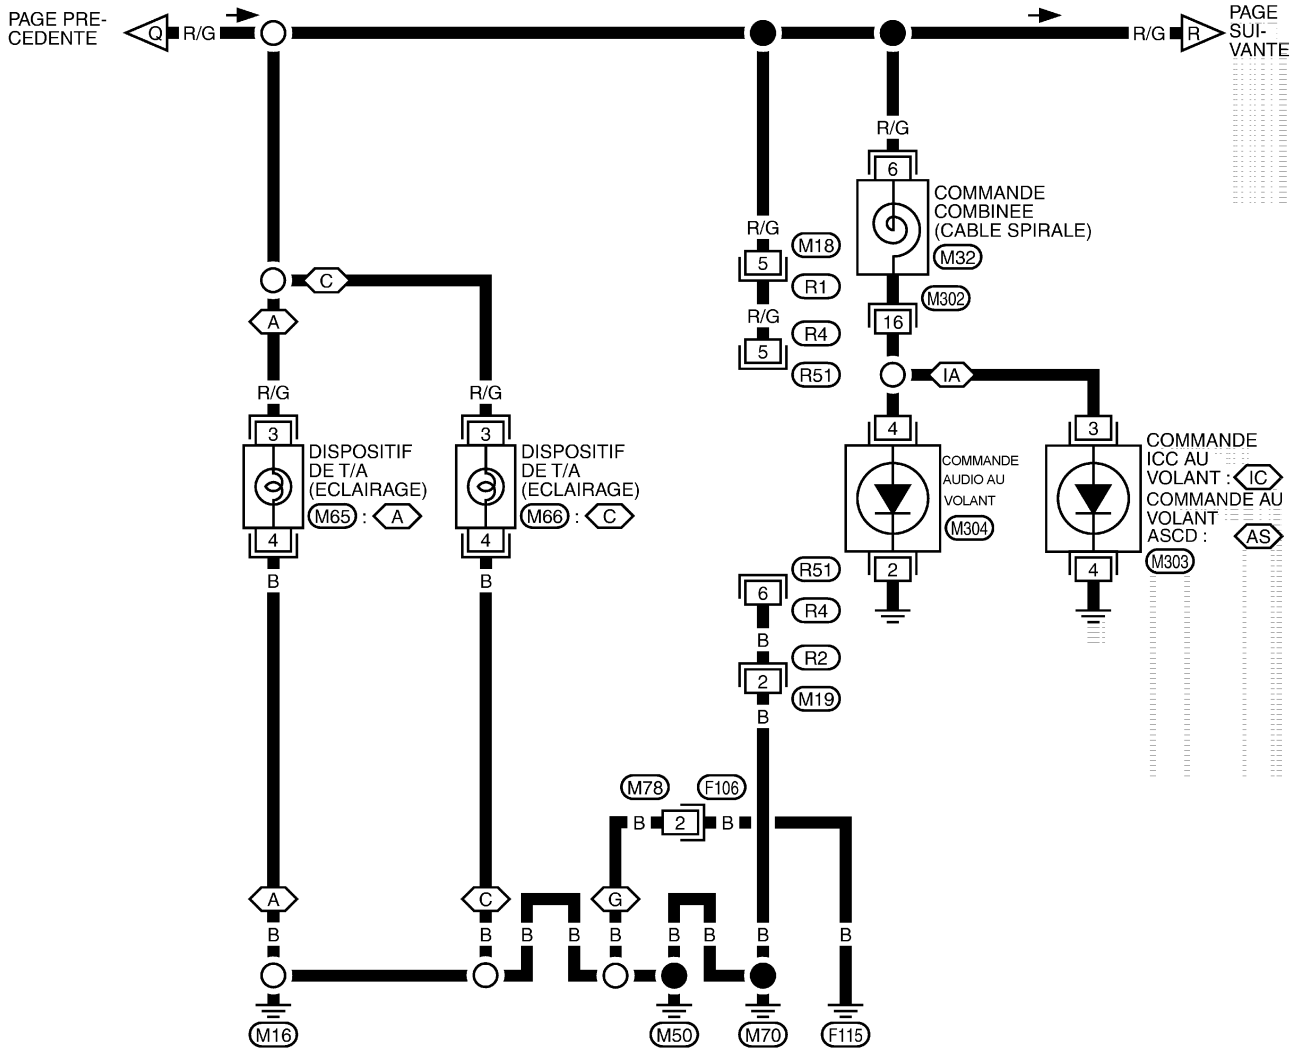 PAGE PRE-
CEDENTE
Q
R/G
R/G
R
PAGE
SUI-
VANTE
R/G
6
COMMANDE
COMBINEE
(CABLE SPIRALE)
M32
R/G
5
M18
R1
M302
16
C
A
R/G
5
R4
R51
IA
R/G
R/G
3
DISPOSITIF
DE T/A
(ECLAIRAGE)
M65 : A
4
B
3
DISPOSITIF
DE T/A
(ECLAIRAGE)
M66 : C
4
B
4
COMMANDE
AUDIO AU
VOLANT
M304
2
3
COMMANDE
ICC AU
VOLANT : IC
COMMANDE AU
VOLANT
ASCD : AS
M303
4
R51
6
R4
B
R2
2
M19
B
M78
F106
B
2
B
A
C
G
B
B
B
B
B
B
B
B
B
M16
M50
M70
F115